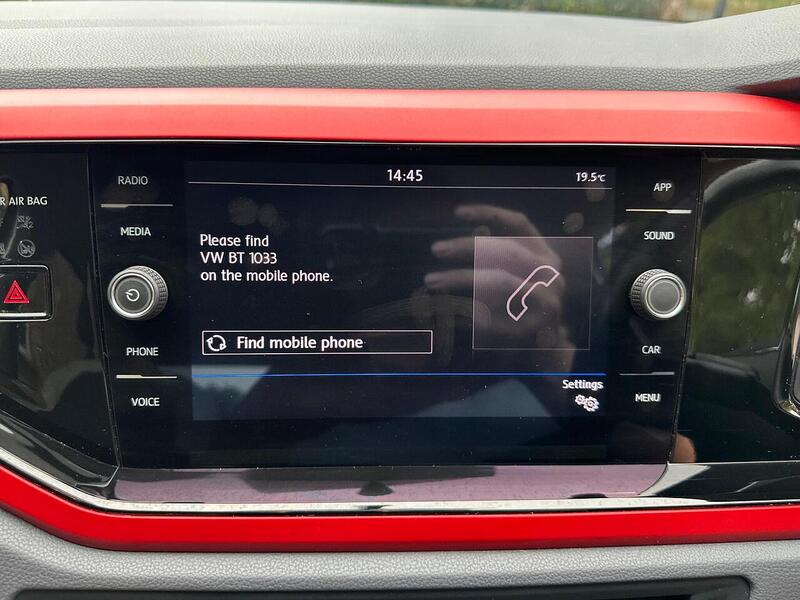 14:45
19.5°C
RADIO
MEDIA
PHONE
VOICE
R AIR BAG
Please find
VW BT 1033
on the mobile phone.
Find mobile phone
Settings
APP
SOUND
CAR
MENU